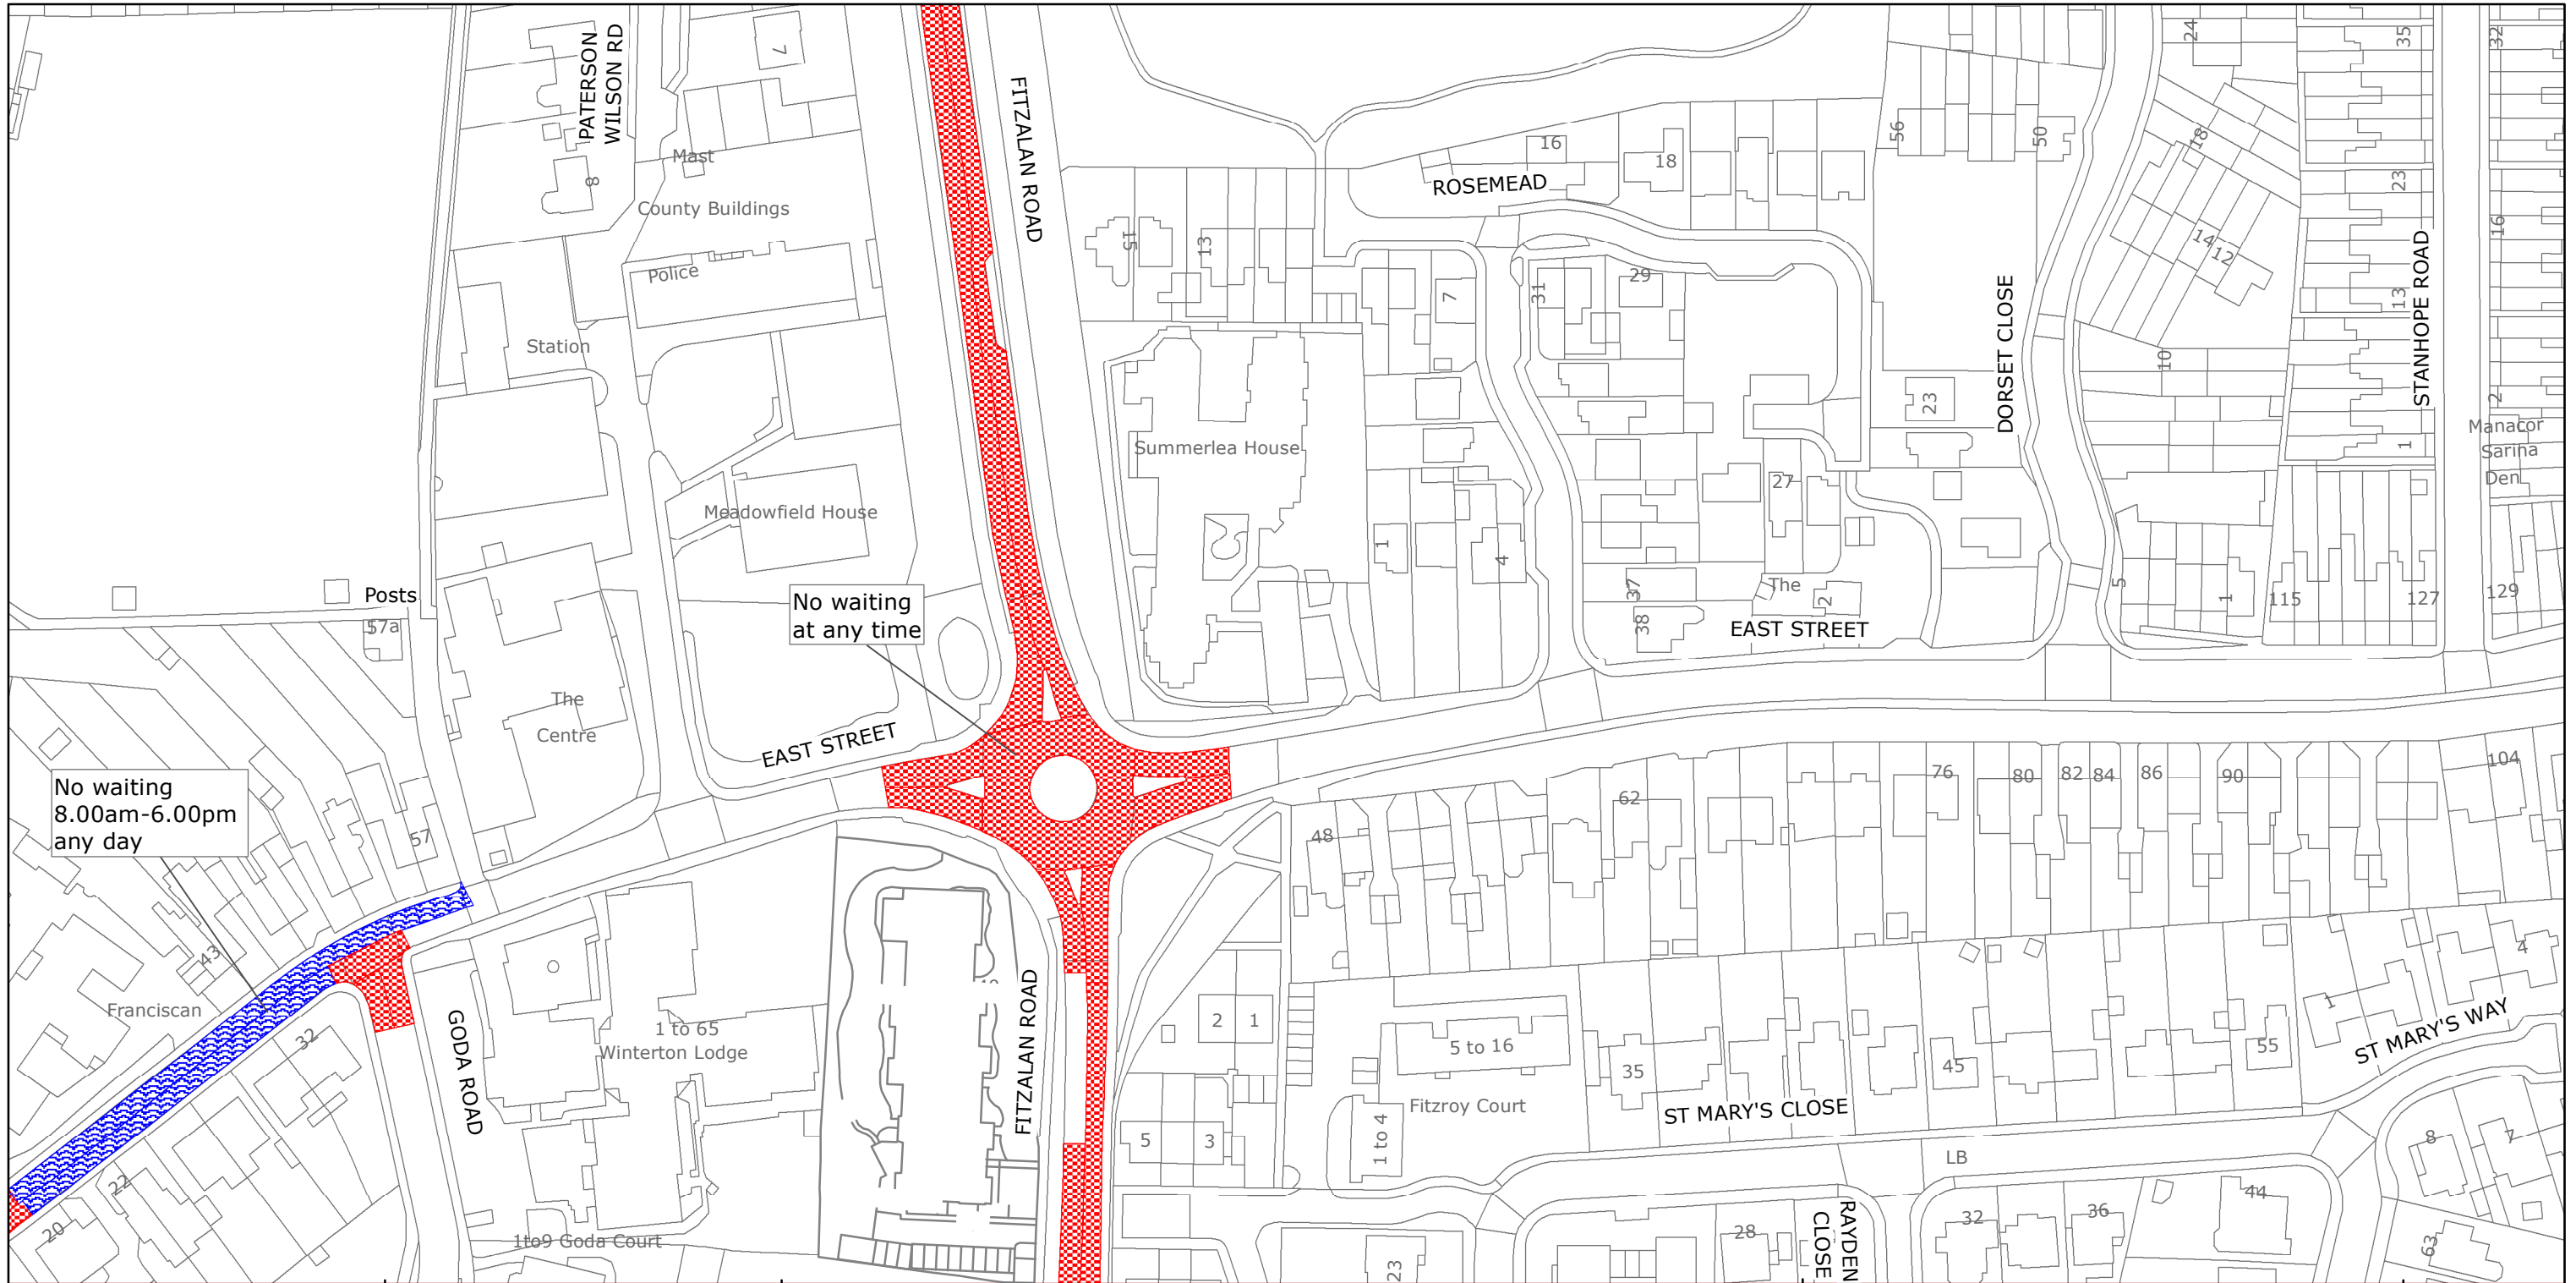 PATERSON
WILSON RD
7
24
35
32
FITZALAN ROAD
16
56
50
18
Mast
18
ROSEMEAD
8
23
County Buildings
15
13
14
12
16
STANHOPE ROAD
Police
29
31
7
13
DORSET CLOSE
Station
10
2
23
Manacor
Summerlea House
1
Sarina
27
Den
Meadowfield House
1
4
5
Posts
37
The
2
1
115
127
129
No waiting
at any time
57a
38
EAST STREET
The
Centre
EAST STREET
104
76
80
82
84
86
90
No waiting
8.00am-6.00pm
any day
62
57
48
43
4
Franciscan
FITZALAN ROAD
1
GODA ROAD
2
1
1 to 65
32
Winterton Lodge
5 to 16
35
45
55
ST MARY'S WAY
Fitzroy Court
ST MARY'S CLOSE
5
3
1 to 4
8
7
LB
22
44
20
28
32
36
RAYDEN
CLOSE
1to9 Goda Court
63
23